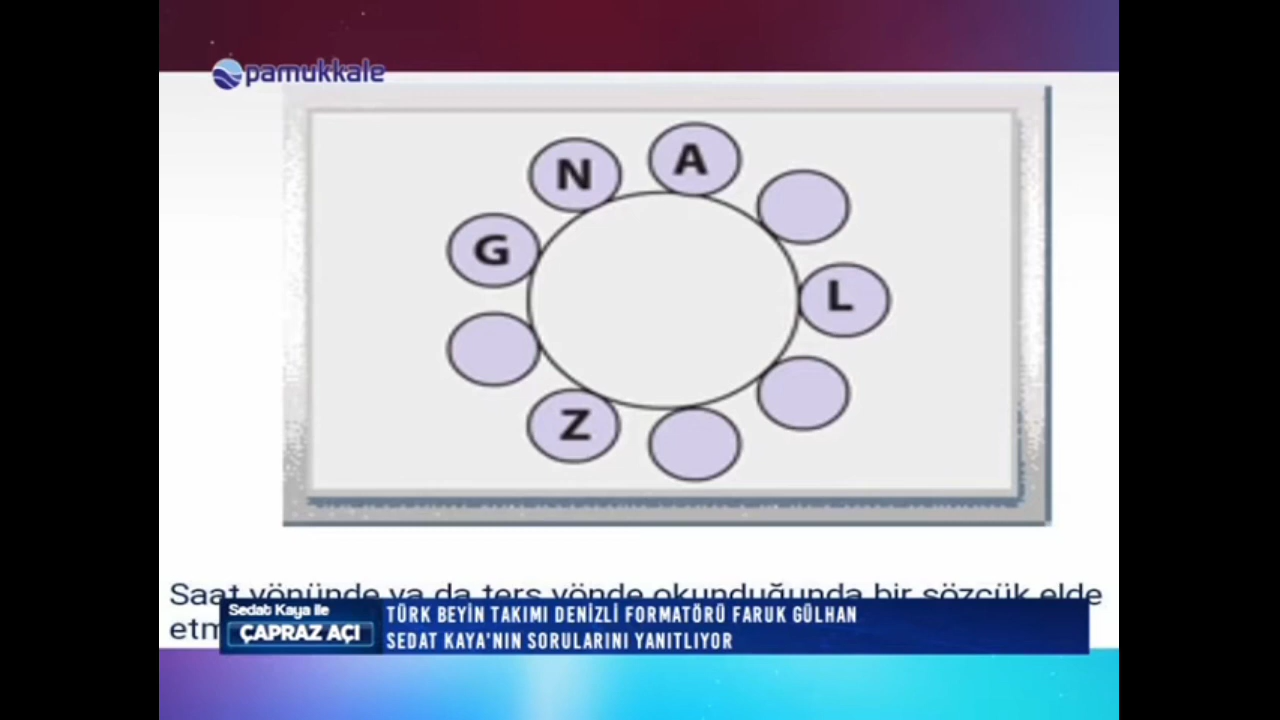 pamukkale
N A
G
L
Z
Saat yönünde ya da ters yönde okunduğunda bir sözcük elde
Sedat Kaya ile
ÇAPRAZ AÇI
TÜRK BEYİN TAKIMI DENİZLİ FORMATÖRÜ FARUK GÜLHAN
SEDAT KAYA'NIN SORULARINI YANITLIYOR